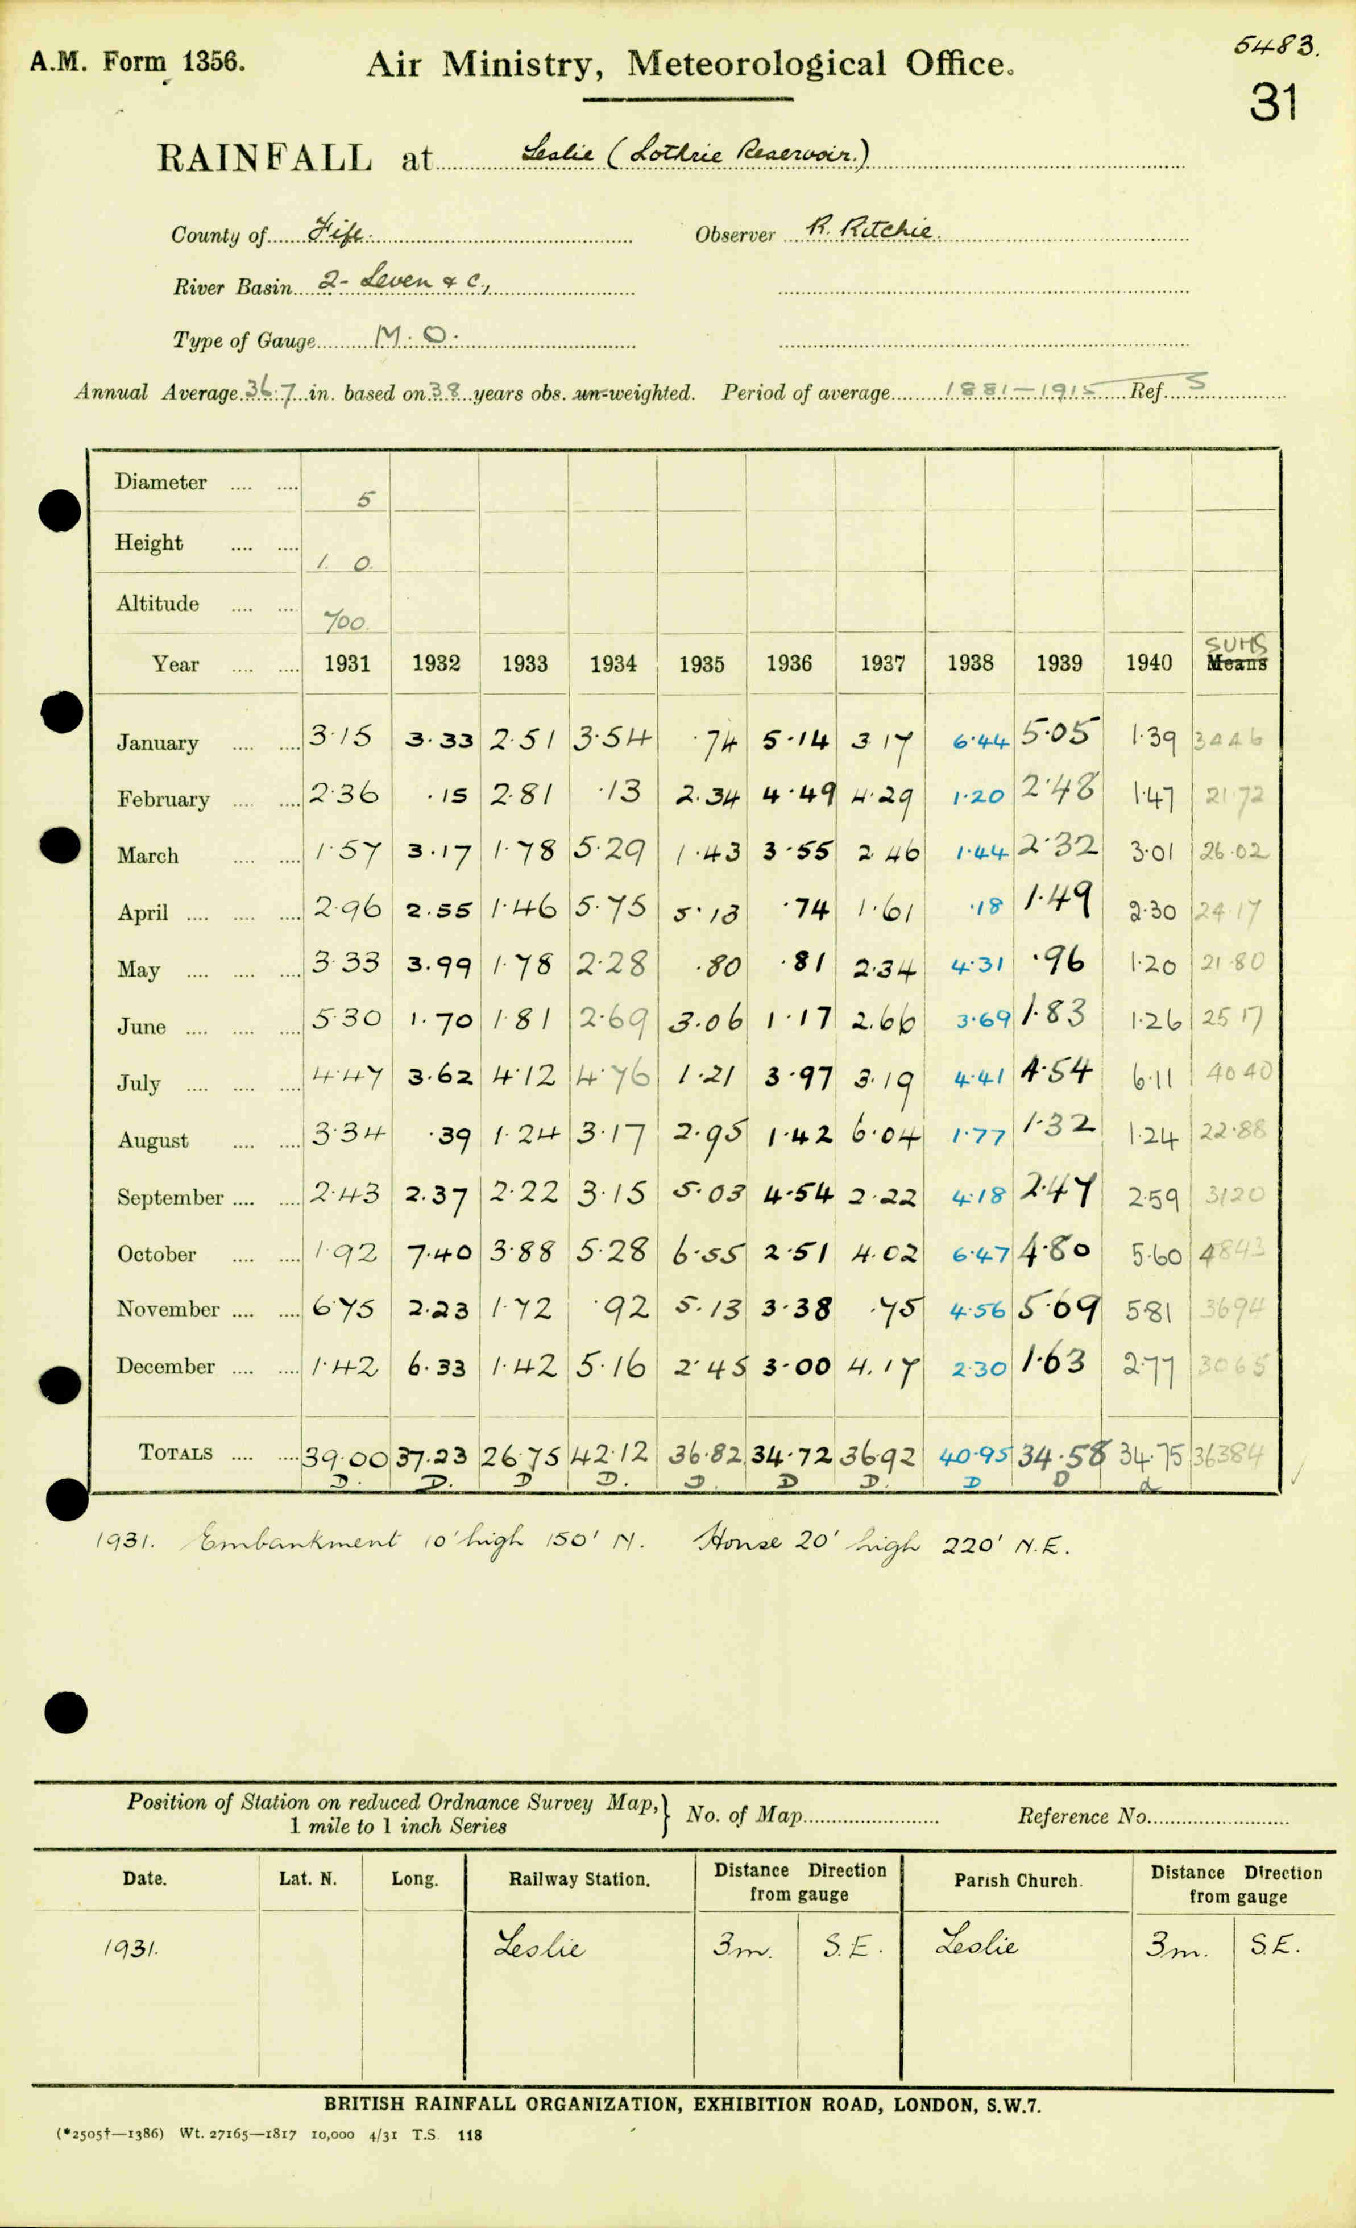 5483.
A.M. Form 1356. Air Ministry, Meteorological Office.
31
RAINFALL at Leslie (Lothrie Reservoir.)
County of Fife. Observer R. Ritchie.
River Basin 2- Leven & C.,
Type of Gauge M.O.
Annual Average 36.7 in. based on 38 years obs. un-weighted. Period of average 1881-1915 Ref. S
Diameter .... .... 5
Height .... .... 1. 0.
Altitude .... .... 700.
SUMS
Year .... .... 1931 1932 1933 1934 1935 1936 1937 1938 1939 1940 Means
January .... .... 3.15 3.33 2.51 3.54 .74 5.14 3.17 6.44 5.05 1.39 3446
February .... .... 2.36 .15 2.81 .13 2.34 4.49 4.29 1.20 2.48 1.47 21.72
March .... .... 1.57 3.17 1.78 5.29 1.43 3.55 2.46 1.44 2.32 3.01 26.02
April .... .... .... 2.96 2.55 1.46 5.75 5.13 .74 1.61 .18 1.49 2.30 24.17
May .... .... .... 3.33 3.99 1.78 2.28 .80 .81 2.34 4.31 .96 1.20 21.80
June .... .... .... 5.30 1.70 1.81 2.69 3.06 1.17 2.66 3.69 1.83 1.26 25.17
July .... .... .... 4.47 3.62 4.12 4.76 1.21 3.97 3.19 4.41 4.54 6.11 40.40
August .... .... 3.34 .39 1.24 3.17 2.95 1.42 6.04 1.77 1.32 1.24 22.88
September .... .... 2.43 2.37 2.22 3.15 5.03 4.54 2.22 4.18 2.47 2.59 3120
October .... .... 1.92 7.40 3.88 5.28 6.55 2.51 4.02 6.47 4.80 5.60 4843
November .... .... 6.75 2.23 1.72 .92 5.13 3.38 .75 4.56 5.69 5.81 3694
December .... .... 1.42 6.33 1.42 5.16 2.45 3.00 4.17 2.30 1.63 2.77 3065
TOTALS .... .... 39.00 37.23 26.75 42.12 36.82 34.72 36.92 40.95 34.58 34.75 36384
D. D. D D. D. D D. D D d
1931. Embankment 10' high 150' N. House 20' high 220' N.E.
Position of Station on reduced Ordnance Survey Map, 1 mile to 1 inch Series } No. of Map Reference No.
Date. Lat. N. Long. Railway Station. Distance Direction from gauge Parish Church. Distance Direction from gauge
1931. Leslie 3m. S.E. Leslie 3m. S.E.
BRITISH RAINFALL ORGANIZATION, EXHIBITION ROAD, LONDON, S.W.7.
(*2505†—1386) Wt. 27165—1817 10,000 4/31 T.S. 118